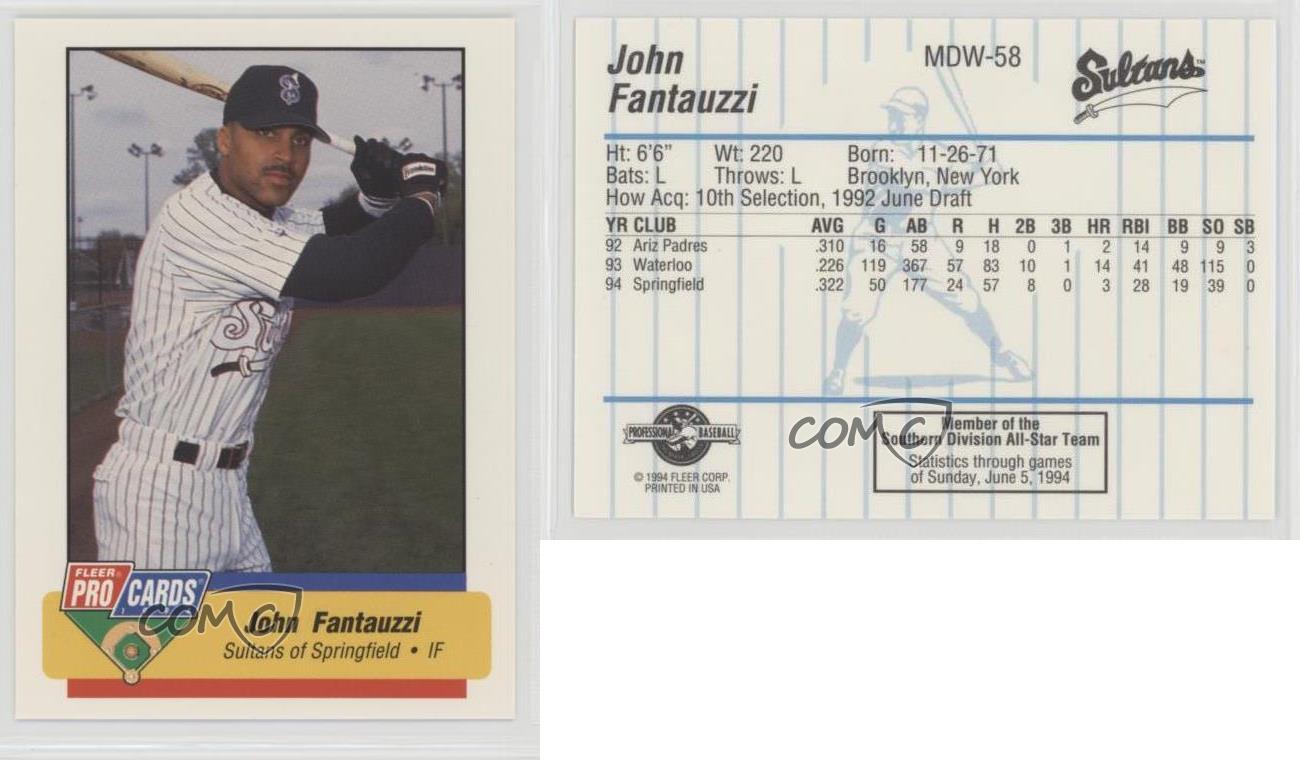 S
Franklin
Su
FLEER®
PRO CARDS®
COMC
John Fantauzzi
Sultans of Springfield • IF
John
Fantauzzi
MDW-58
Sultans™
Ht: 6'6" Wt: 220 Born: 11-26-71
Bats: L Throws: L Brooklyn, New York
How Acq: 10th Selection, 1992 June Draft
YR CLUB AVG G AB R H 2B 3B HR RBI BB SO SB
92 Ariz Padres .310 16 58 9 18 0 1 2 14 9 9 3
93 Waterloo .226 119 367 57 83 10 1 14 41 48 115 0
94 Springfield .322 50 177 24 57 8 0 3 28 19 39 0
PROFESSIONAL BASEBALL
© 1994 FLEER CORP.
PRINTED IN USA
COMC
Member of the
Southern Division All-Star Team
Statistics through games
of Sunday, June 5, 1994